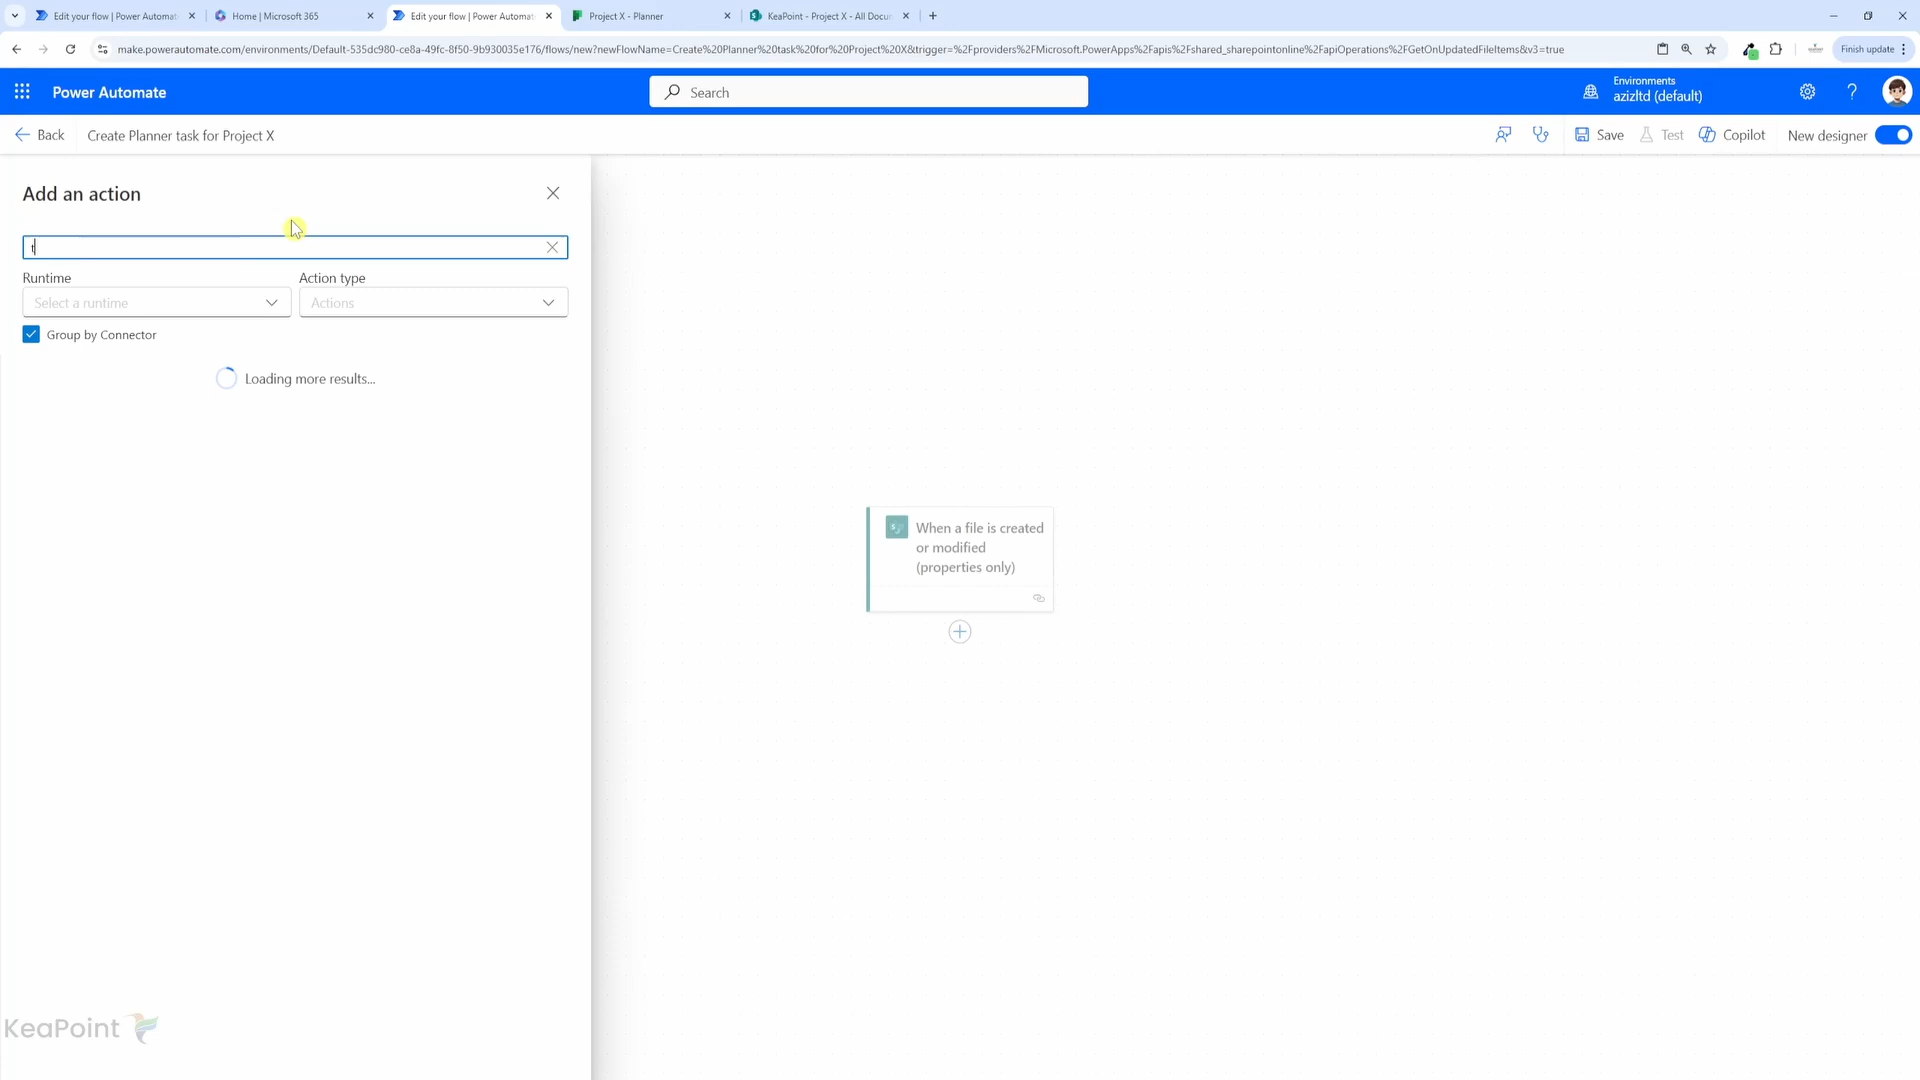 Edit your flow | Power Automat
Home | Microsoft 365
Edit your flow | Power Automat
Project X - Planner
KeaPoint - Project X - All Docun
make.powerautomate.com/environments/Default-535dc980-ce8a-49fc-8f50-9b930035e176/flows/new?newFlowName=Create%20Planner%20task%20for%20Project%20X&trigger=%2Fproviders%2FMicrosoft.PowerApps%2Fapis%2Fshared_sharepointonline%2FapiOperations%2FGetOnUpdatedFileItems&v3=true
Finish update
Power Automate
Search
Environments
azizltd (default)
Back
Create Planner task for Project X
Save
Test
Copilot
New designer
Add an action
t
Runtime
Action type
Select a runtime
Actions
Group by Connector
Loading more results...
When a file is created
or modified
(properties only)
KeaPoint